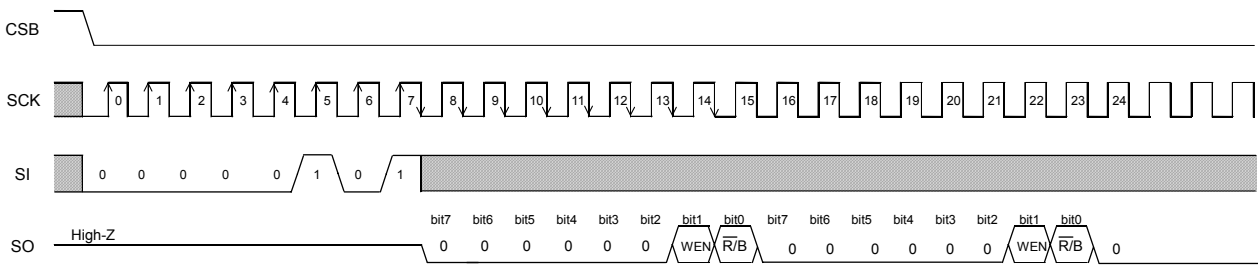 CSB
SCK 0 1 2 3 4 5 6 7 8 9 10 11 12 13 14 15 16 17 18 19 20 21 22 23 24
SI 0 0 0 0 0 1 0 1
bit7 bit6 bit5 bit4 bit3 bit2 bit1 bit0 bit7 bit6 bit5 bit4 bit3 bit2 bit1 bit0
SO High-Z 0 0 0 0 0 0 WEN R̅/B 0 0 0 0 0 0 WEN R̅/B 0